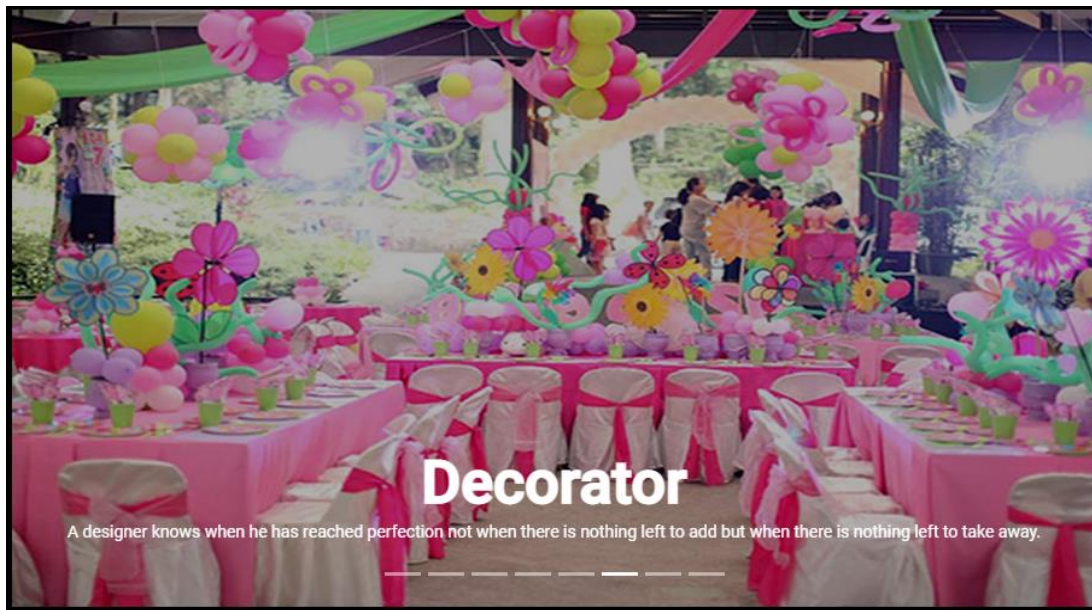 Decorator
A designer knows when he has reached perfection not when there is nothing left to add but when there is nothing left to take away.